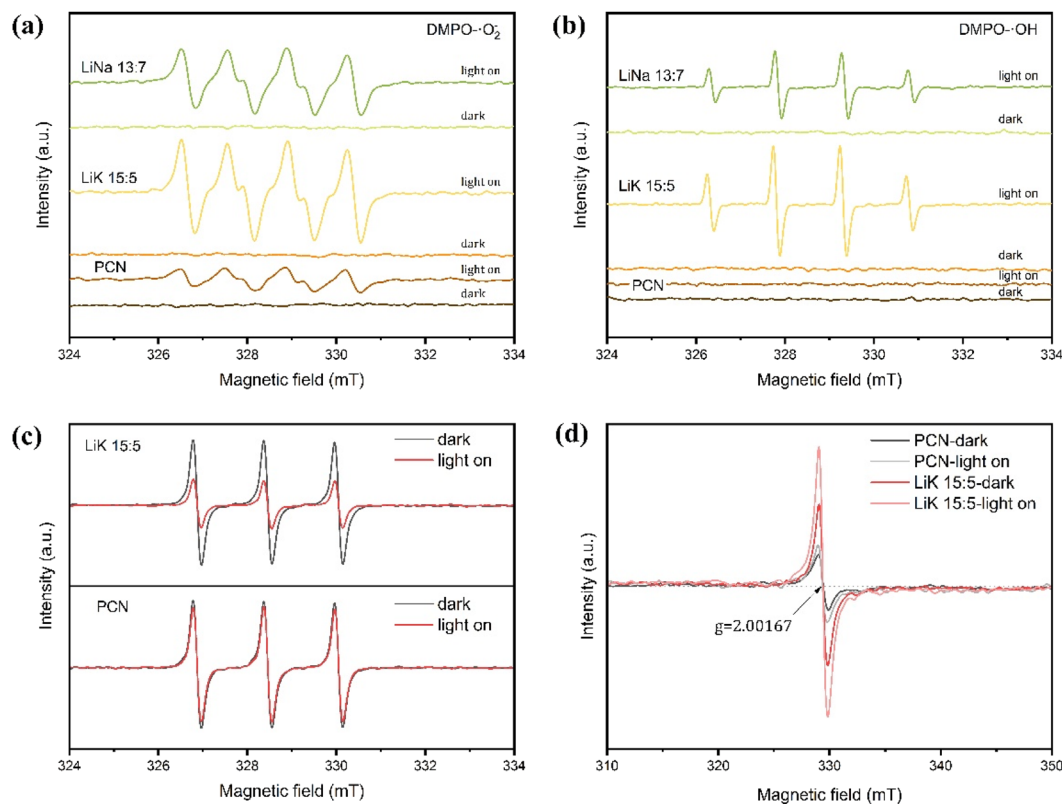 (a)
DMPO-·O₂⁻
LiNa 13:7
light on
dark
LiK 15:5
light on
dark
PCN
light on
dark
Intensity (a.u.)
324 326 328 330 332 334
Magnetic field (mT)
(b)
DMPO-·OH
LiNa 13:7
light on
dark
LiK 15:5
light on
dark
light on
PCN
dark
Intensity (a.u.)
324 326 328 330 332 334
Magnetic field (mT)
(c)
LiK 15:5
dark
light on
PCN
dark
light on
Intensity (a.u.)
324 326 328 330 332 334
Magnetic field (mT)
(d)
PCN-dark
PCN-light on
LiK 15:5-dark
LiK 15:5-light on
g=2.00167
Intensity (a.u.)
310 320 330 340 350
Magnetic field (mT)